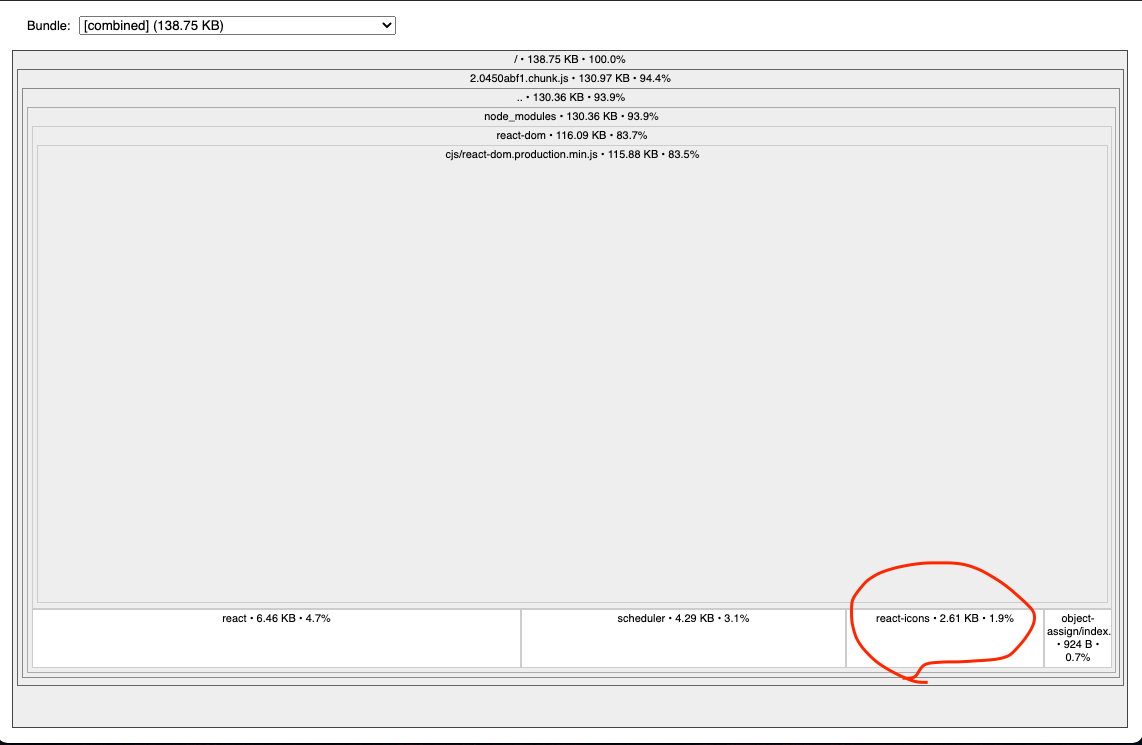 Bundle: [combined] (138.75 KB)
/ • 138.75 KB • 100.0%
2.0450abf1.chunk.js • 130.97 KB • 94.4%
.. • 130.36 KB • 93.9%
node_modules • 130.36 KB • 93.9%
react-dom • 116.09 KB • 83.7%
cjs/react-dom.production.min.js • 115.88 KB • 83.5%
react • 6.46 KB • 4.7%
scheduler • 4.29 KB • 3.1%
react-icons • 2.61 KB • 1.9%
object-
assign/index.
• 924 B •
0.7%